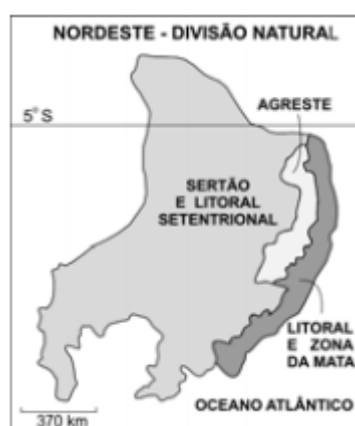 NORDESTE - DIVISÃO NATURAL
AGRESTE
5° S
SERTÃO
E LITORAL
SETENTRIONAL
LITORAL
E ZONA
DA MATA
OCEANO ATLÂNTICO
370 km